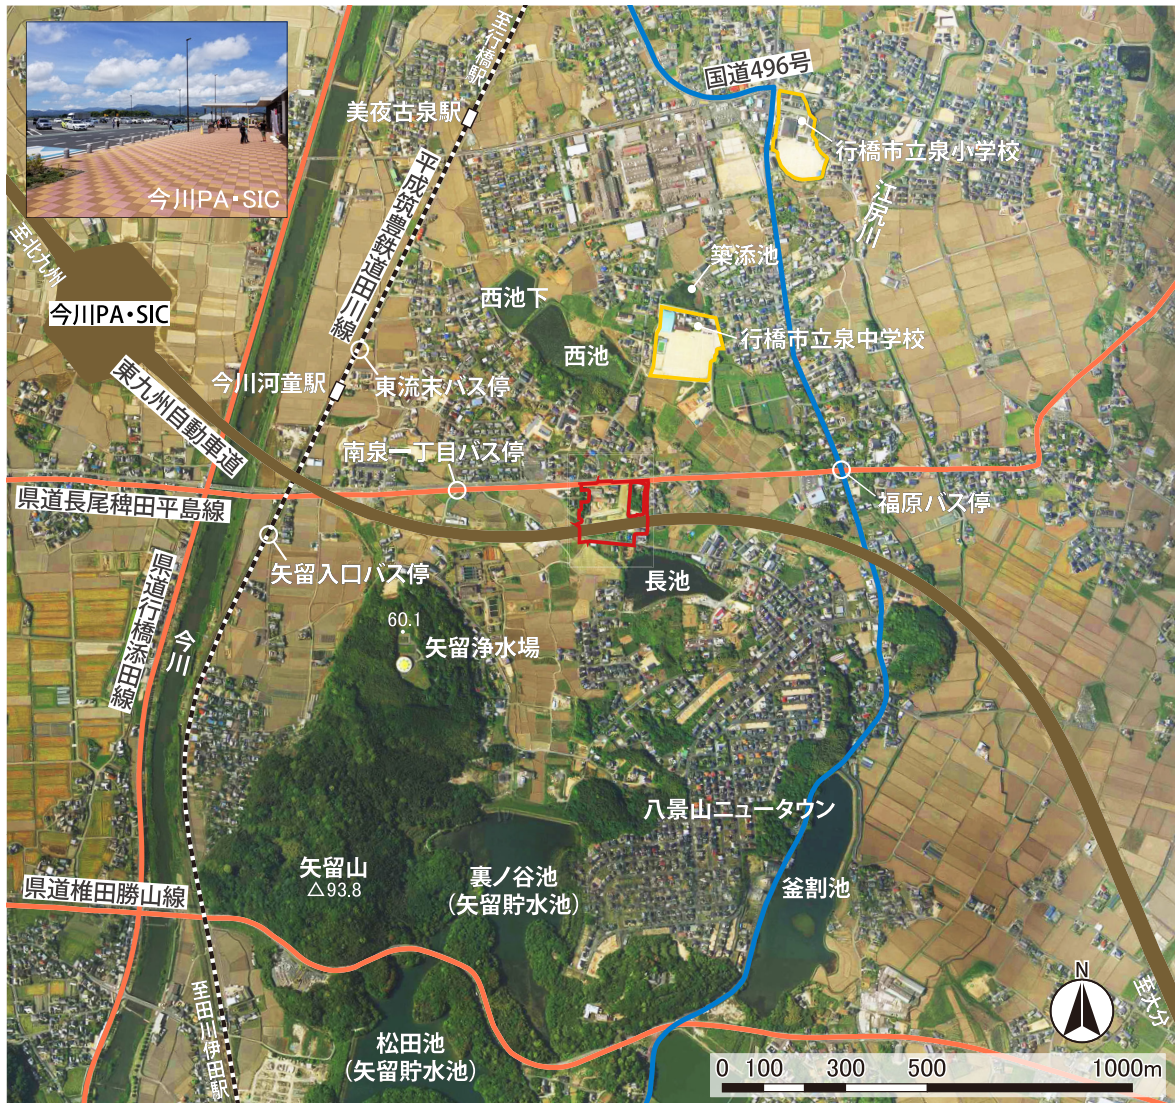 今川PA・SIC
至行橋駅
国道496号
美夜古泉駅
行橋市立泉小学校
平成筑豊鉄道田川線
江尻川
至北九州
築添池
今川PA・SIC
西池下
行橋市立泉中学校
西池
東九州自動車道
今川河童駅
東流末バス停
南泉一丁目バス停
県道長尾稗田平島線
福原バス停
矢留入口バス停
長池
県道行橋添田線
今川
60.1
矢留浄水場
八景山ニュータウン
矢留山
△93.8
裏ノ谷池
(矢留貯水池)
釜割池
県道椎田勝山線
至田川伊田駅
松田池
(矢留貯水池)
N
至大分
0 100 300 500 1000m